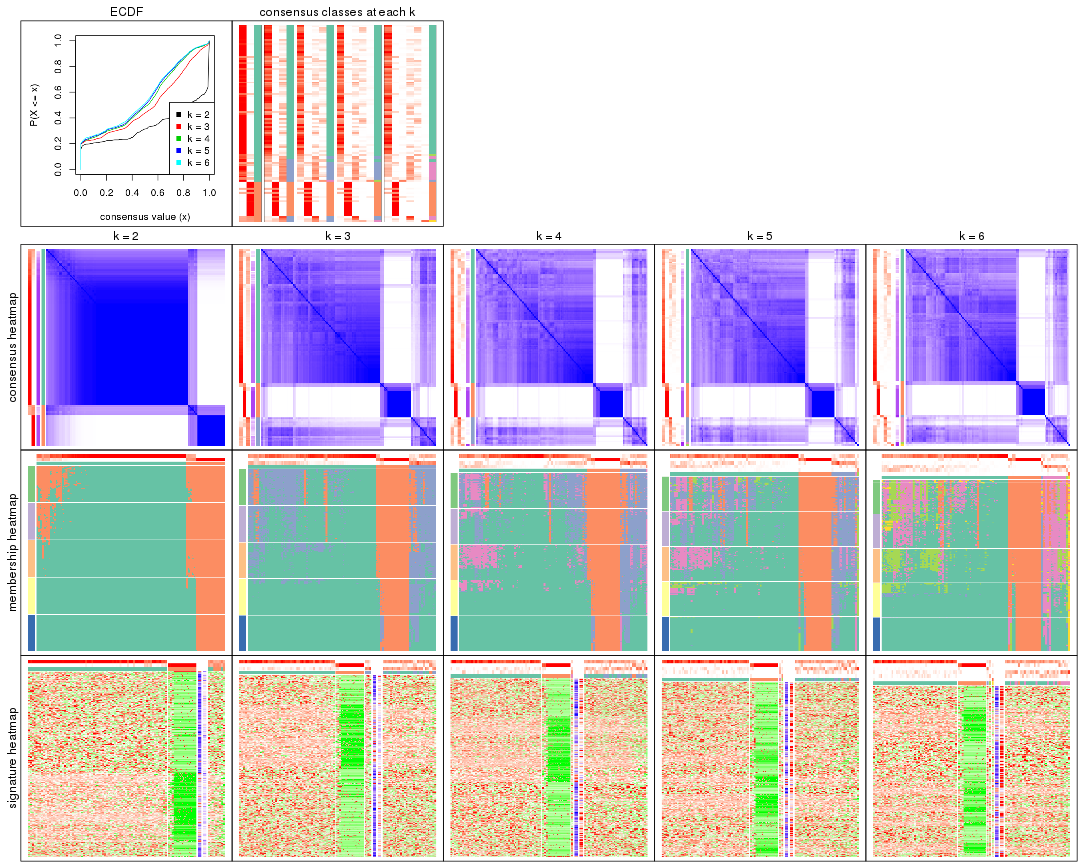 ECDF
consensus classes at each k
P(X <= x)
0.0 0.2 0.4 0.6 0.8 1.0
k = 2
k = 3
k = 4
k = 5
k = 6
0.0 0.2 0.4 0.6 0.8 1.0
consensus value (x)
k = 2
k = 3
k = 4
k = 5
k = 6
consensus heatmap
membership heatmap
signature heatmap